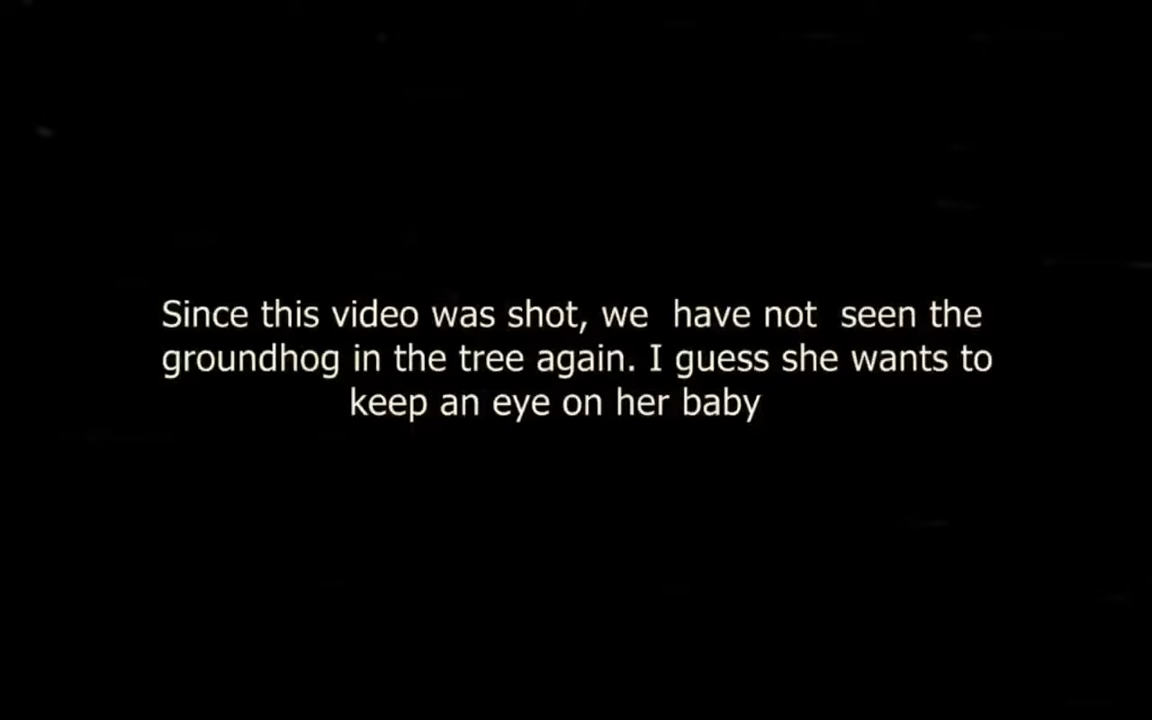 Since this video was shot, we  have not  seen the
groundhog in the tree again. I guess she wants to
keep an eye on her baby